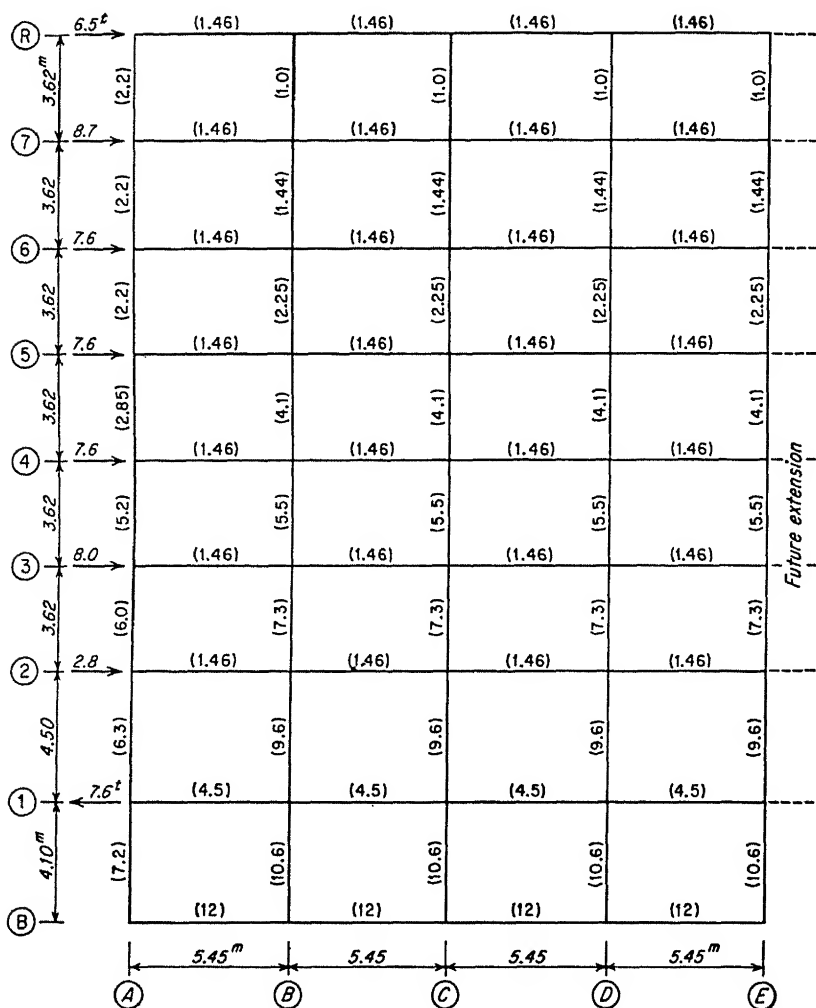 R 6.5t (1.46) (1.46) (1.46) (1.46)
3.62m (2.2) (1.0) (1.0) (1.0) (1.0)
7 8.7 (1.46) (1.46) (1.46) (1.46)
3.62 (2.2) (1.44) (1.44) (1.44) (1.44)
6 7.6 (1.46) (1.46) (1.46) (1.46)
3.62 (2.2) (2.25) (2.25) (2.25) (2.25)
5 7.6 (1.46) (1.46) (1.46) (1.46)
3.62 (2.85) (4.1) (4.1) (4.1) (4.1)
4 7.6 (1.46) (1.46) (1.46) (1.46)
3.62 (5.2) (5.5) (5.5) (5.5) (5.5)
Future extension
3 8.0 (1.46) (1.46) (1.46) (1.46)
3.62 (6.0) (7.3) (7.3) (7.3) (7.3)
2 2.8 (1.46) (1.46) (1.46) (1.46)
4.50 (6.3) (9.6) (9.6) (9.6) (9.6)
1 7.6t (4.5) (4.5) (4.5) (4.5)
4.10m (7.2) (10.6) (10.6) (10.6) (10.6)
B (12) (12) (12) (12)
5.45m 5.45 5.45 5.45m
A B C D E